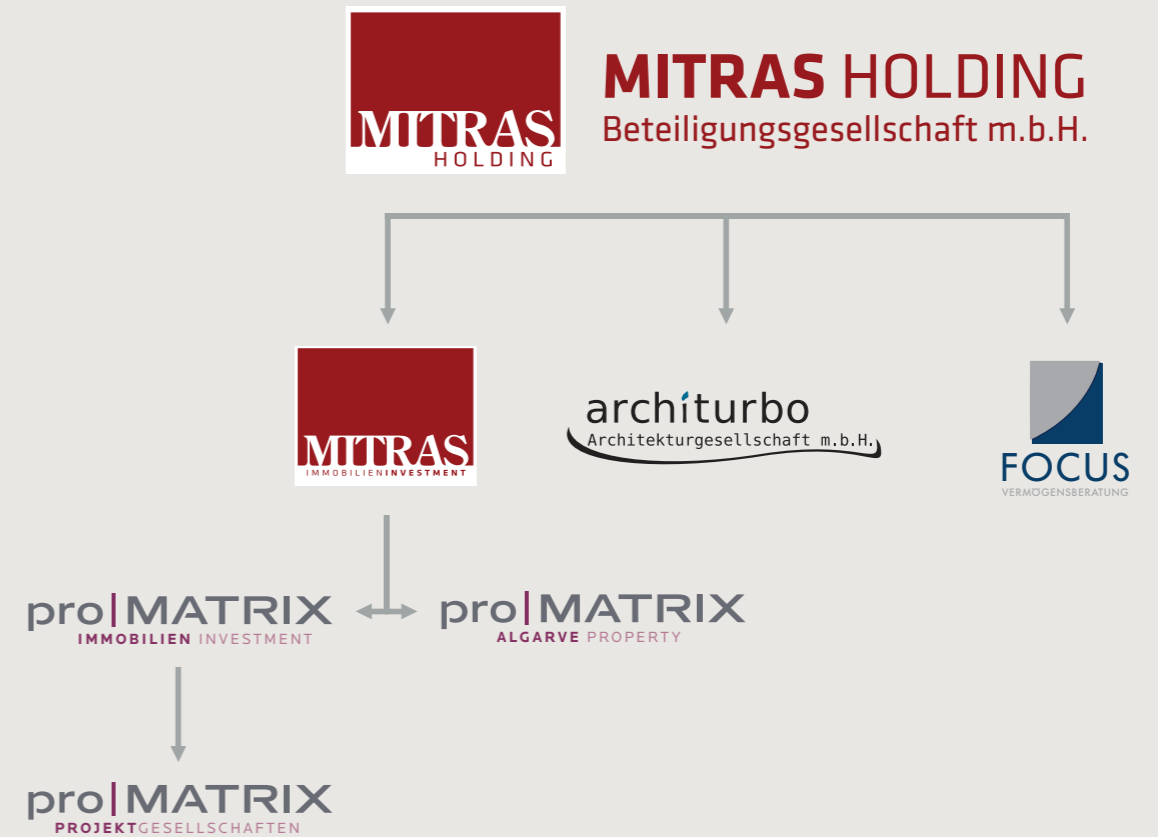 MITRAS
HOLDING
MITRAS HOLDING
Beteiligungsgesellschaft m.b.H.
MITRAS
IMMOBILIENINVESTMENT
architurbo
Architekturgesellschaft m.b.H.
FOCUS
VERMÖGENSBERATUNG
pro|MATRIX
IMMOBILIEN INVESTMENT
pro|MATRIX
ALGARVE PROPERTY
pro|MATRIX
PROJEKTGESELLSCHAFTEN